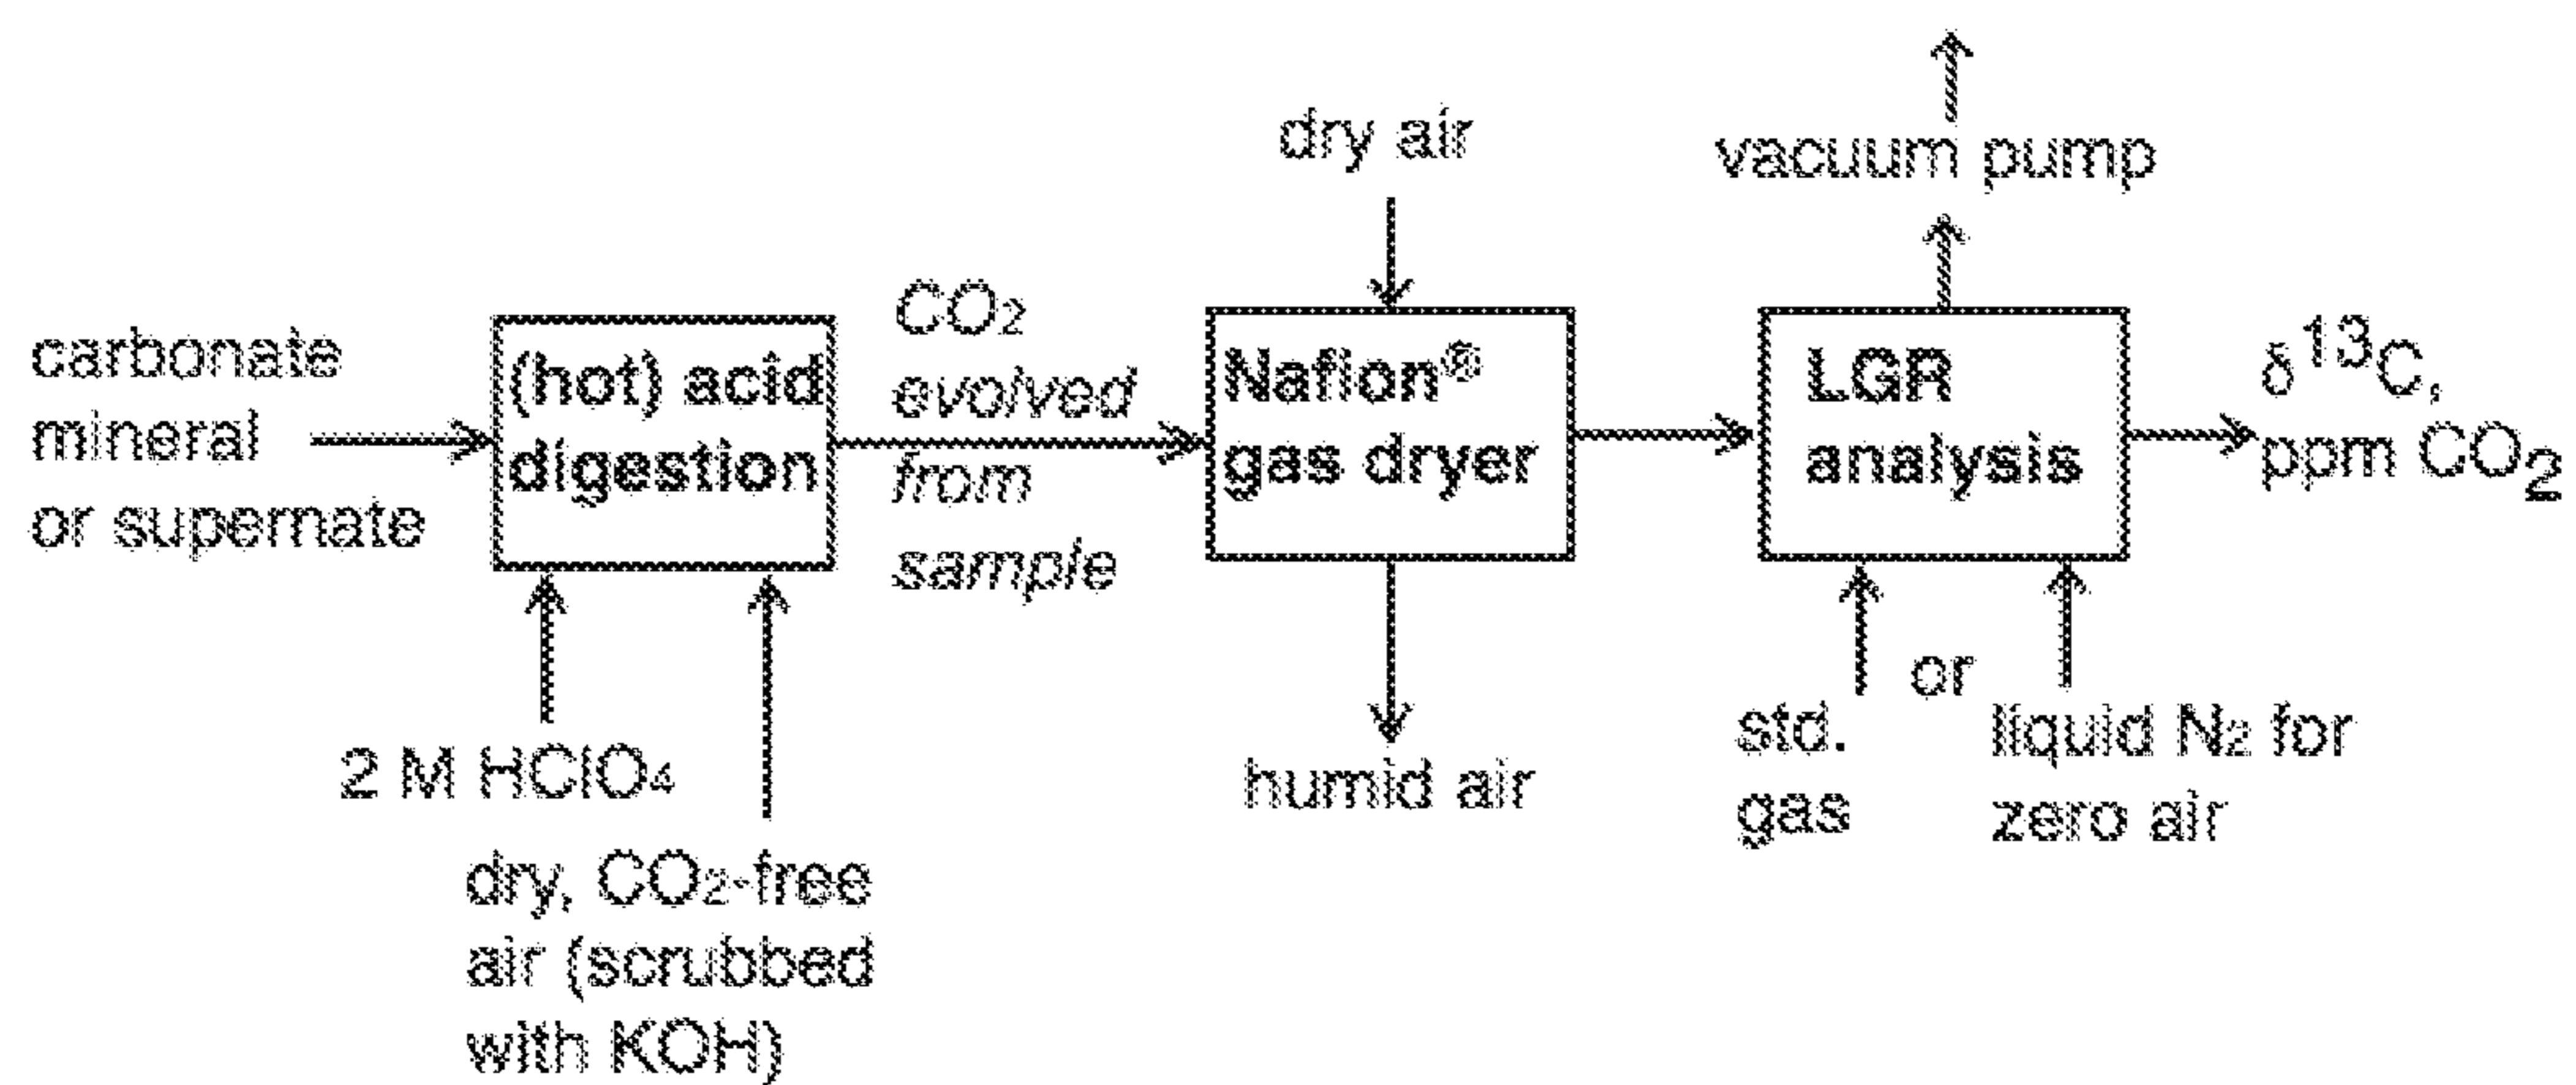 carbonate
mineral
or supernate
(hot) acid
digestion
2 M HClO4
dry, CO2-free
air (scrubbed
with KOH)
CO2
evolved
from
sample
dry air
Nafion®
gas dryer
humid air
vacuum pump
LGR
analysis
std.
gas
or
liquid N2 for
zero air
δ13C,
ppm CO2